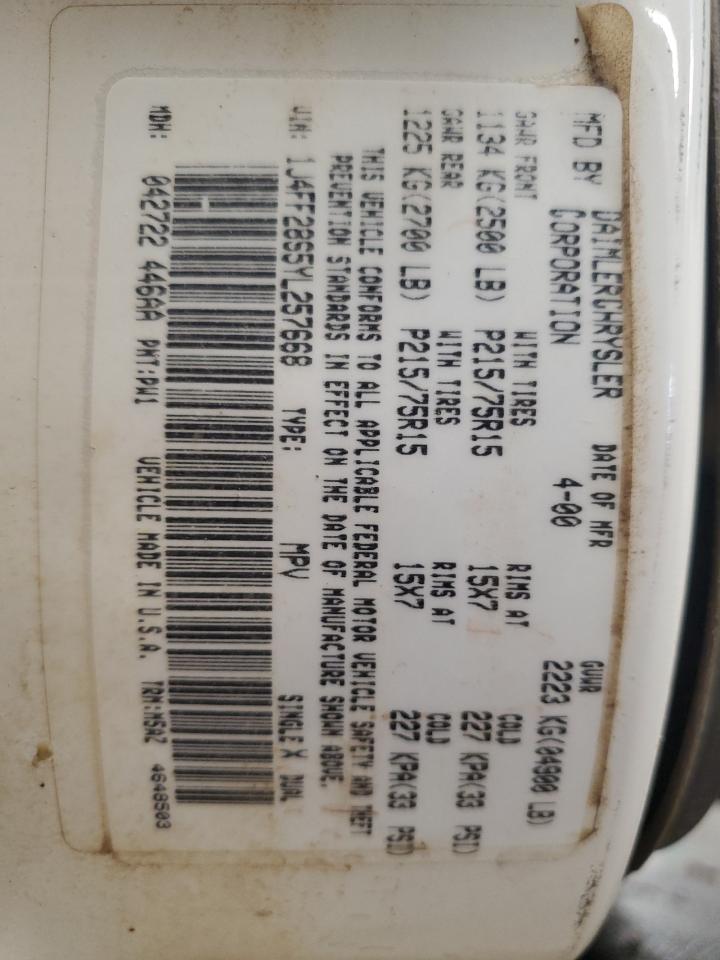 MFD BY DAIMLERCHRYSLER CORPORATION
DATE OF MFR 4-00
GVWR 2223 KG(04900 LB)
GAWR FRONT WITH TIRES RIMS AT COLD
1134 KG(2500 LB) P215/75R15 15X7 227 KPA(33 PSI)
GAWR REAR WITH TIRES RIMS AT COLD
1225 KG(2700 LB) P215/75R15 15X7 227 KPA(33 PSI)
THIS VEHICLE CONFORMS TO ALL APPLICABLE FEDERAL MOTOR VEHICLE SAFETY AND THEFT
PREVENTION STANDARDS IN EFFECT ON THE DATE OF MANUFACTURE SHOWN ABOVE.
VIN: 1J4FF28S5YL257668 TYPE: MPV SINGLE X DUAL
MDH: 042722 446AA PNT:PW1 VEHICLE MADE IN U.S.A. TRM:MSAZ 4648503